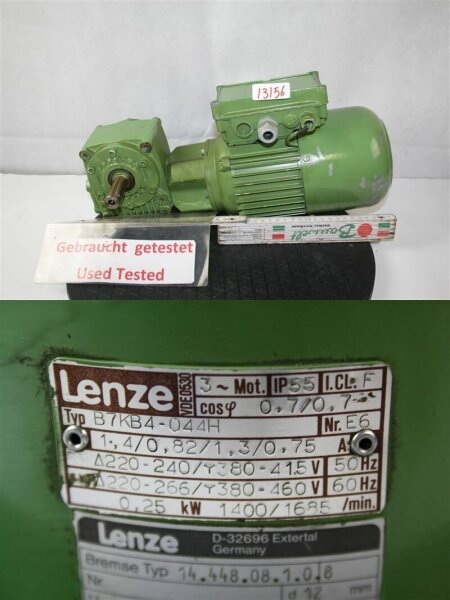 13156
Gebraucht getestet
Used Tested
Bauwelt
Lenze
VDE0530
3~ Mot. IP55 I.CL. F
cosφ 0,7/0,7-
Typ B7KB4-044H Nr. E6
1,4/0,82/1,3/0,75 A
Δ220-240/Y380-415V 50Hz
Δ220-266/Y380-460V 60Hz
0,25 kW 1400/1685 /min.
Lenze D-32696 Extertal
Germany
Bremse Typ 14.448.08.1.0.8
Nr. d 12 mm